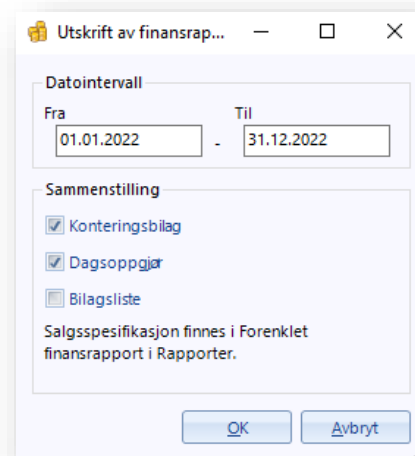 Utskrift av finansrap...
Datointervall
Fra Til
01.01.2022 - 31.12.2022
Sammenstilling
Konteringsbilag
Dagsoppgjør
Bilagsliste
Salgsspesifikasjon finnes i Forenklet
finansrapport i Rapporter.
OK Avbryt